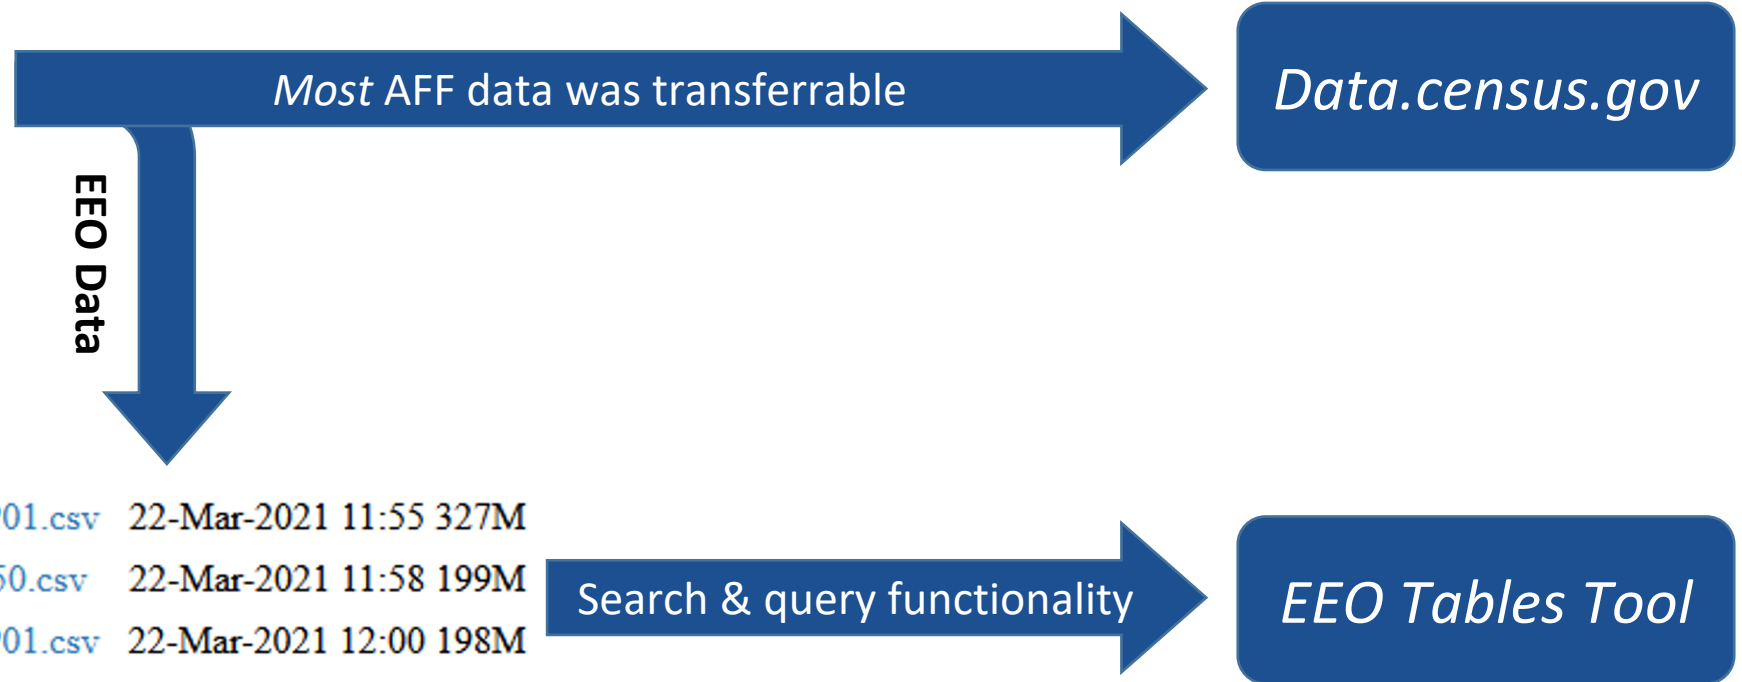 Most AFF data was transferrable
Data.census.gov
EEO Data
01.csv 22-Mar-2021 11:55 327M
50.csv 22-Mar-2021 11:58 199M
01.csv 22-Mar-2021 12:00 198M
Search & query functionality
EEO Tables Tool